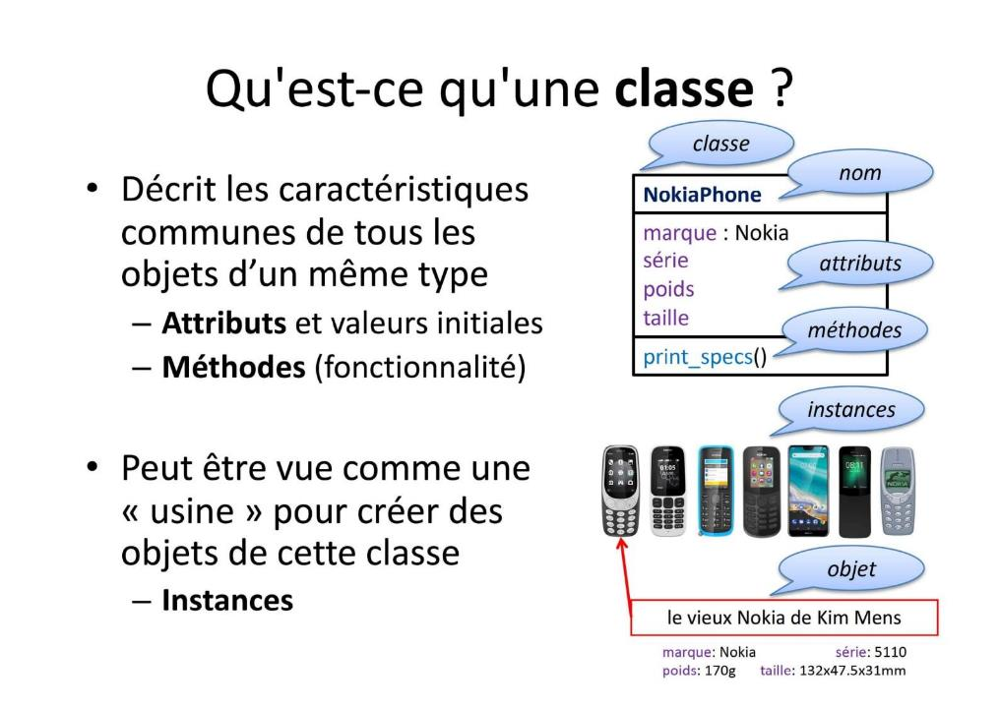 Qu'est-ce qu'une classe ?
• Décrit les caractéristiques
communes de tous les
objets d’un même type
– Attributs et valeurs initiales
– Méthodes (fonctionnalité)
• Peut être vue comme une
« usine » pour créer des
objets de cette classe
– Instances
classe
nom
NokiaPhone
marque : Nokia
série
poids
taille
attributs
méthodes
print_specs()
instances
objet
le vieux Nokia de Kim Mens
marque: Nokia série: 5110
poids: 170g taille: 132x47.5x31mm